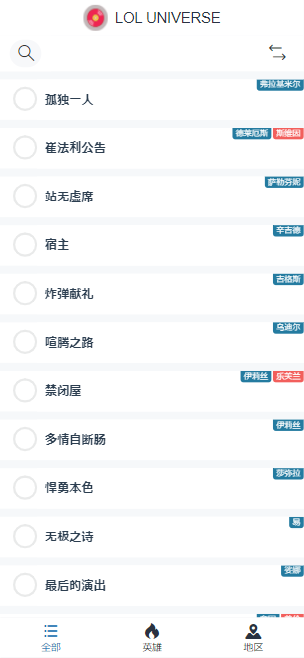 LOL UNIVERSE
弗拉基米尔
孤独一人
德莱厄斯 斯维因
崔法利公告
萨勒芬妮
站无虚席
辛吉德
宿主
吉格斯
炸弹献礼
乌迪尔
喧腾之路
伊莉丝 乐芙兰
禁闭屋
伊莉丝
多情自断肠
莎弥拉
悍勇本色
易
无极之诗
娑娜
最后的演出
全部 英雄 地区